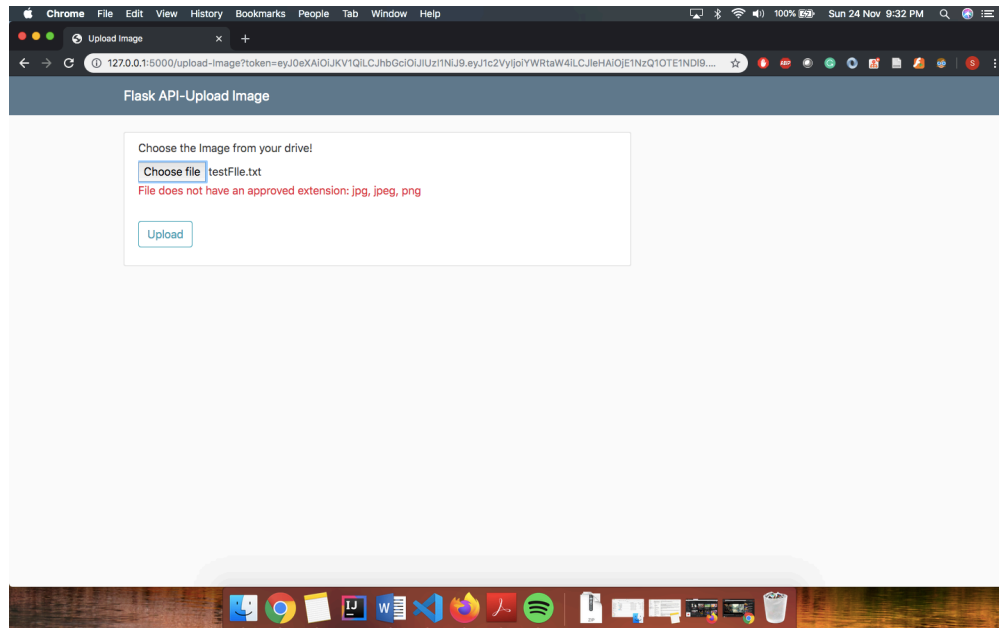 Chrome File Edit View History Bookmarks People Tab Window Help 100% Sun 24 Nov 9:32 PM
Upload Image
127.0.0.1:5000/upload-image?token=eyJ0eXAiOiJKV1QiLCJhbGciOiJIUzI1NiJ9.eyJ1c2VyIjoiYWRtaW4iLCJleHAiOjE1NzQ1OTE1NDl9....
Flask API-Upload Image
Choose the Image from your drive!
Choose file testFIle.txt
File does not have an approved extension: jpg, jpeg, png
Upload